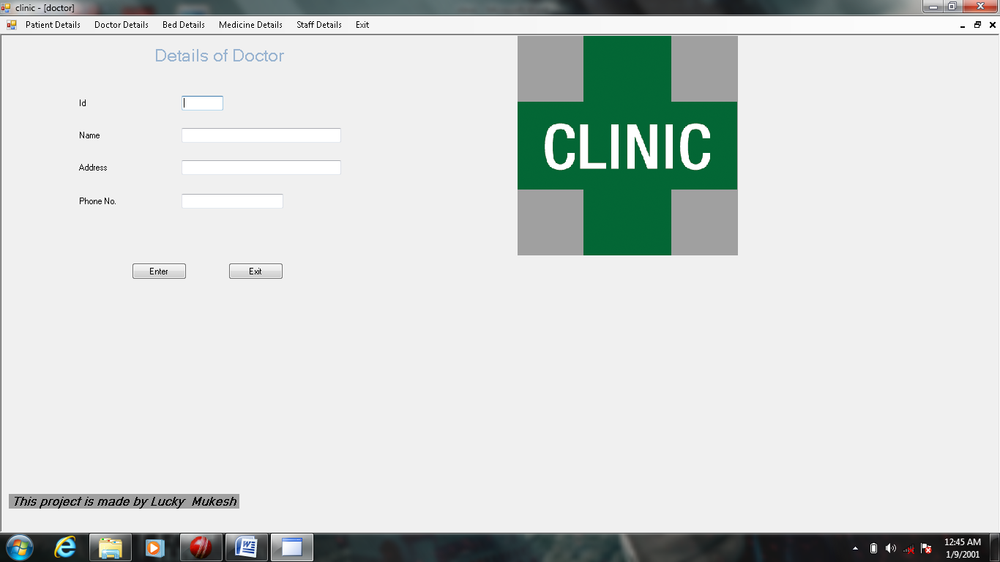 clinic - [doctor]
Patient Details Doctor Details Bed Details Medicine Details Staff Details Exit
Details of Doctor
Id
Name
Address
Phone No.
Enter Exit
CLINIC
This project is made by Lucky Mukesh
12:45 AM
1/9/2001